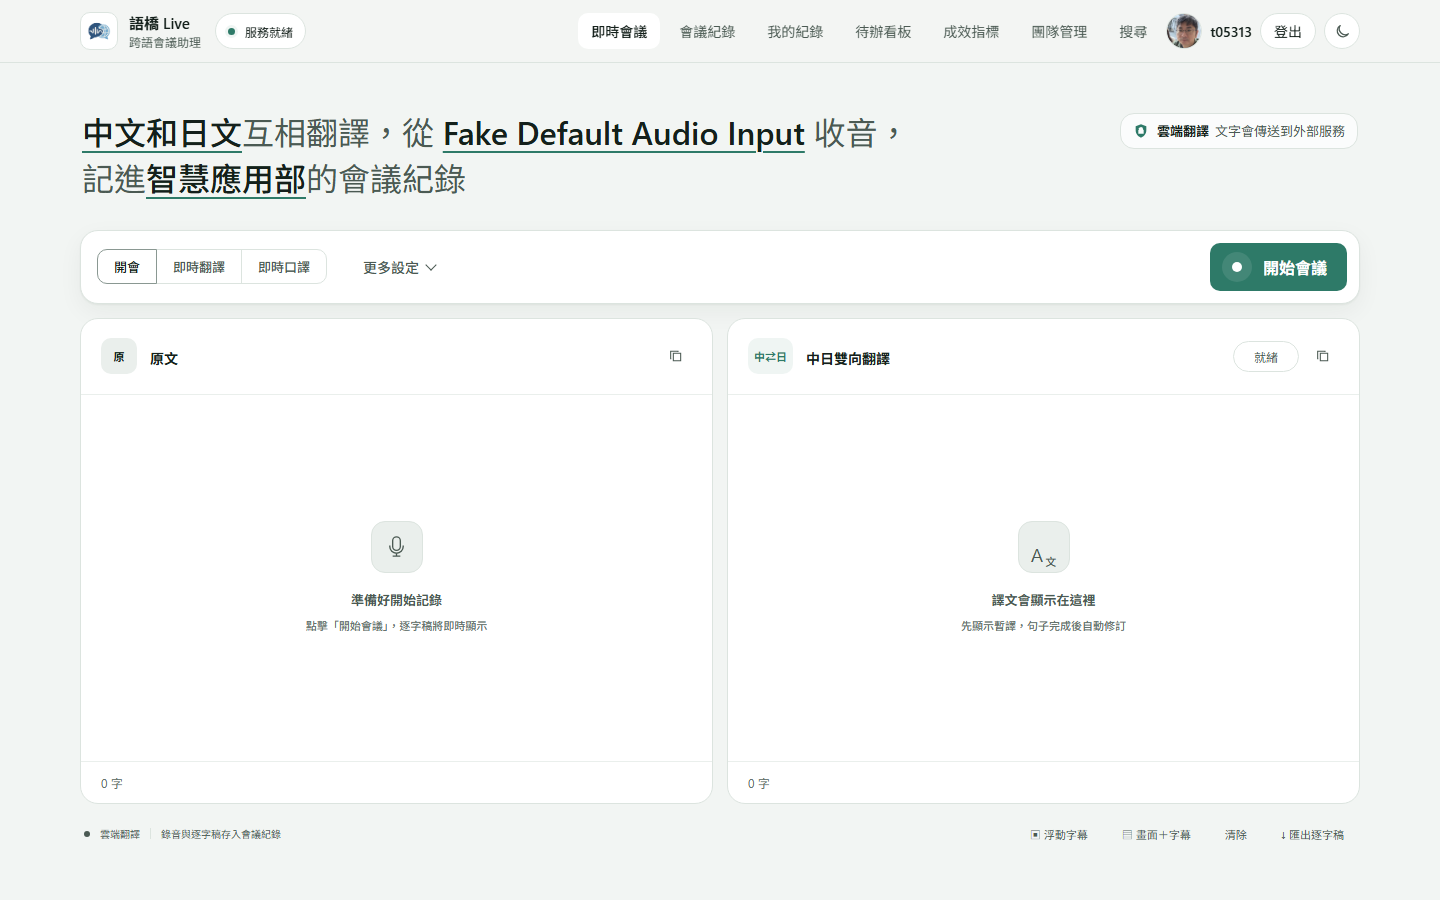 語橋 Live
跨語會議助理
服務就緒
即時會議
會議紀錄
我的紀錄
待辦看板
成效指標
團隊管理
搜尋
t05313
登出
中文和日文互相翻譯，從 Fake Default Audio Input 收音，
記進智慧應用部的會議紀錄
雲端翻譯 文字會傳送到外部服務
開會
即時翻譯
即時口譯
更多設定
開始會議
原
原文
中⇄日
中日雙向翻譯
就緒
準備好開始記錄
點擊「開始會議」，逐字稿將即時顯示
A文
譯文會顯示在這裡
先顯示暫譯，句子完成後自動修訂
0 字
0 字
雲端翻譯
錄音與逐字稿存入會議紀錄
▣ 浮動字幕
▤ 畫面＋字幕
清除
↓ 匯出逐字稿